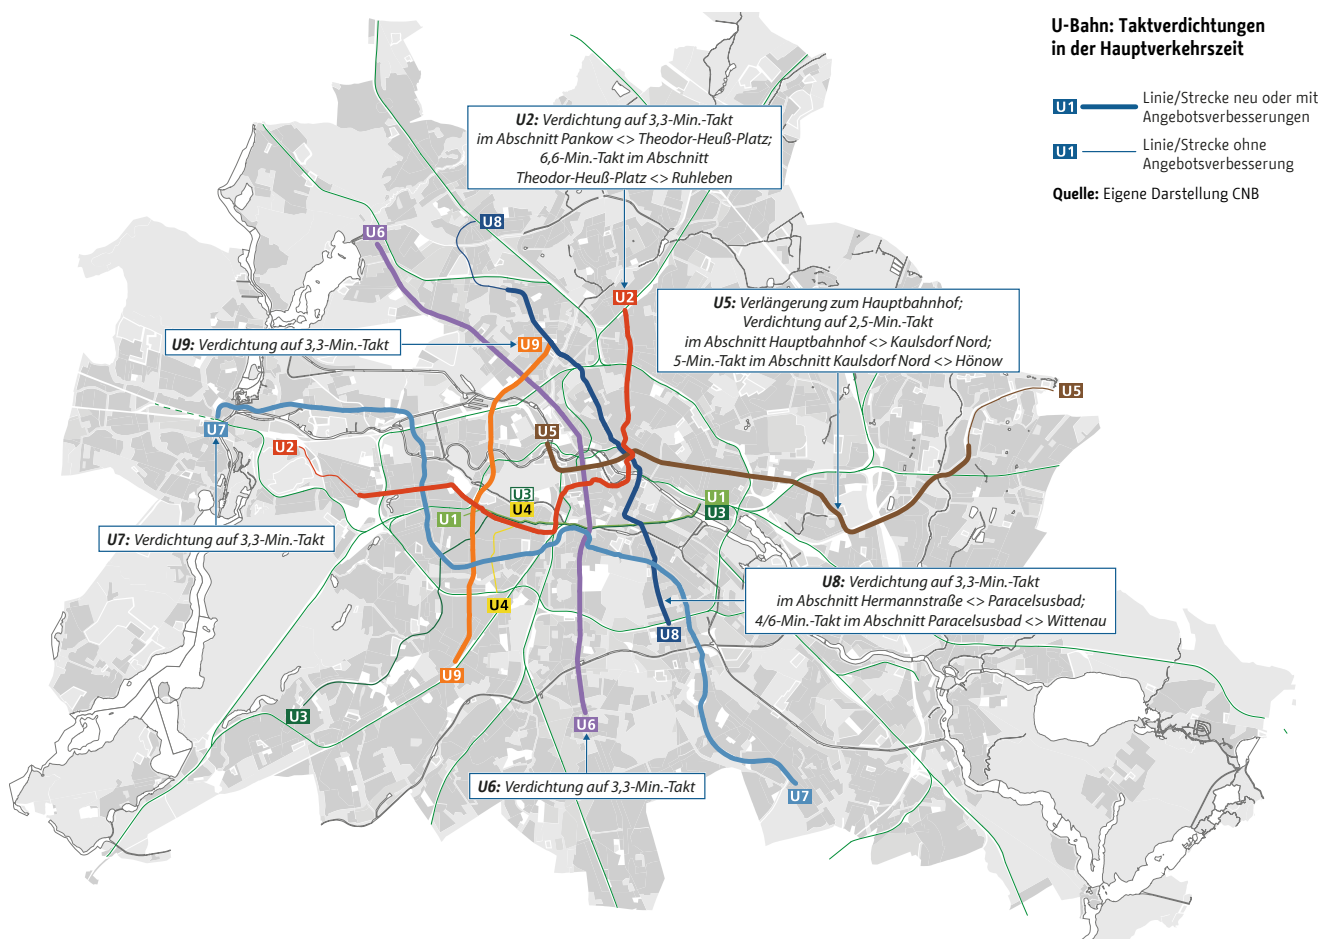 U-Bahn: Taktverdichtungen
in der Hauptverkehrszeit
U1
Linie/Strecke neu oder mit
Angebotsverbesserungen
U1
Linie/Strecke ohne
Angebotsverbesserung
Quelle: Eigene Darstellung CNB
U2: Verdichtung auf 3,3-Min.-Takt
im Abschnitt Pankow <> Theodor-Heuß-Platz;
6,6-Min.-Takt im Abschnitt
Theodor-Heuß-Platz <> Ruhleben
U8
U6
U2
U5: Verlängerung zum Hauptbahnhof;
Verdichtung auf 2,5-Min.-Takt
im Abschnitt Hauptbahnhof <> Kaulsdorf Nord;
5-Min.-Takt im Abschnitt Kaulsdorf Nord <> Hönow
U9: Verdichtung auf 3,3-Min.-Takt
U9
U5
U7
U5
U2
U3
U4
U1
U1
U3
U7: Verdichtung auf 3,3-Min.-Takt
U8: Verdichtung auf 3,3-Min.-Takt
im Abschnitt Hermannstraße <> Paracelsusbad;
4/6-Min.-Takt im Abschnitt Paracelsusbad <> Wittenau
U4
U8
U9
U3
U6
U6: Verdichtung auf 3,3-Min.-Takt
U7